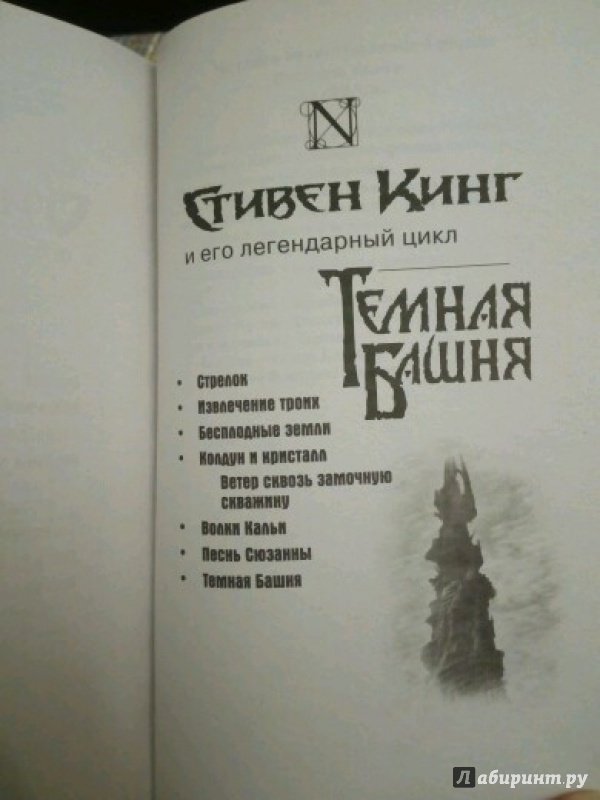 N
Стивен Кинг
и его легендарный цикл
Темная
Башня
• Стрелок
• Извлечение троих
• Бесплодные земли
• Колдун и кристалл
Ветер сквозь замочную
скважину
• Волки Кальи
• Песнь Сюзанны
• Темная Башня
Лабиринт.ру